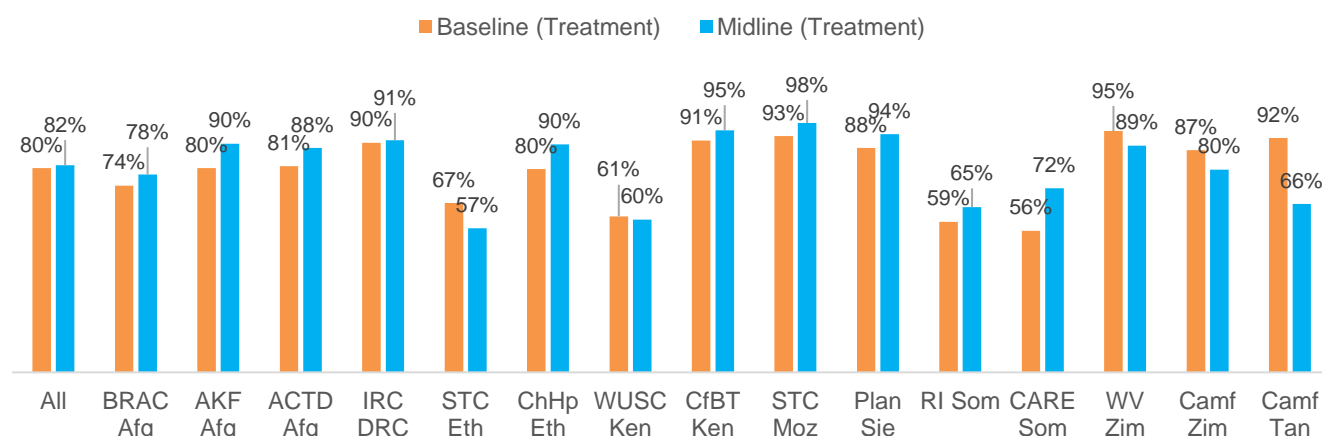 Baseline (Treatment) Midline (Treatment)
80% 82% 74% 78% 80% 90% 81% 88% 90% 91% 67% 57% 80% 90% 61% 60% 91% 95% 93% 98% 88% 94% 59% 65% 56% 72% 95% 89% 87% 80% 92% 66%
All BRAC AKF ACTD IRC STC ChHp WUSC CfBT STC Plan RI Som CARE WV Camf Camf
Afg Afg Afg DRC Eth Eth Ken Ken Moz Sie Som Zim Zim Tan